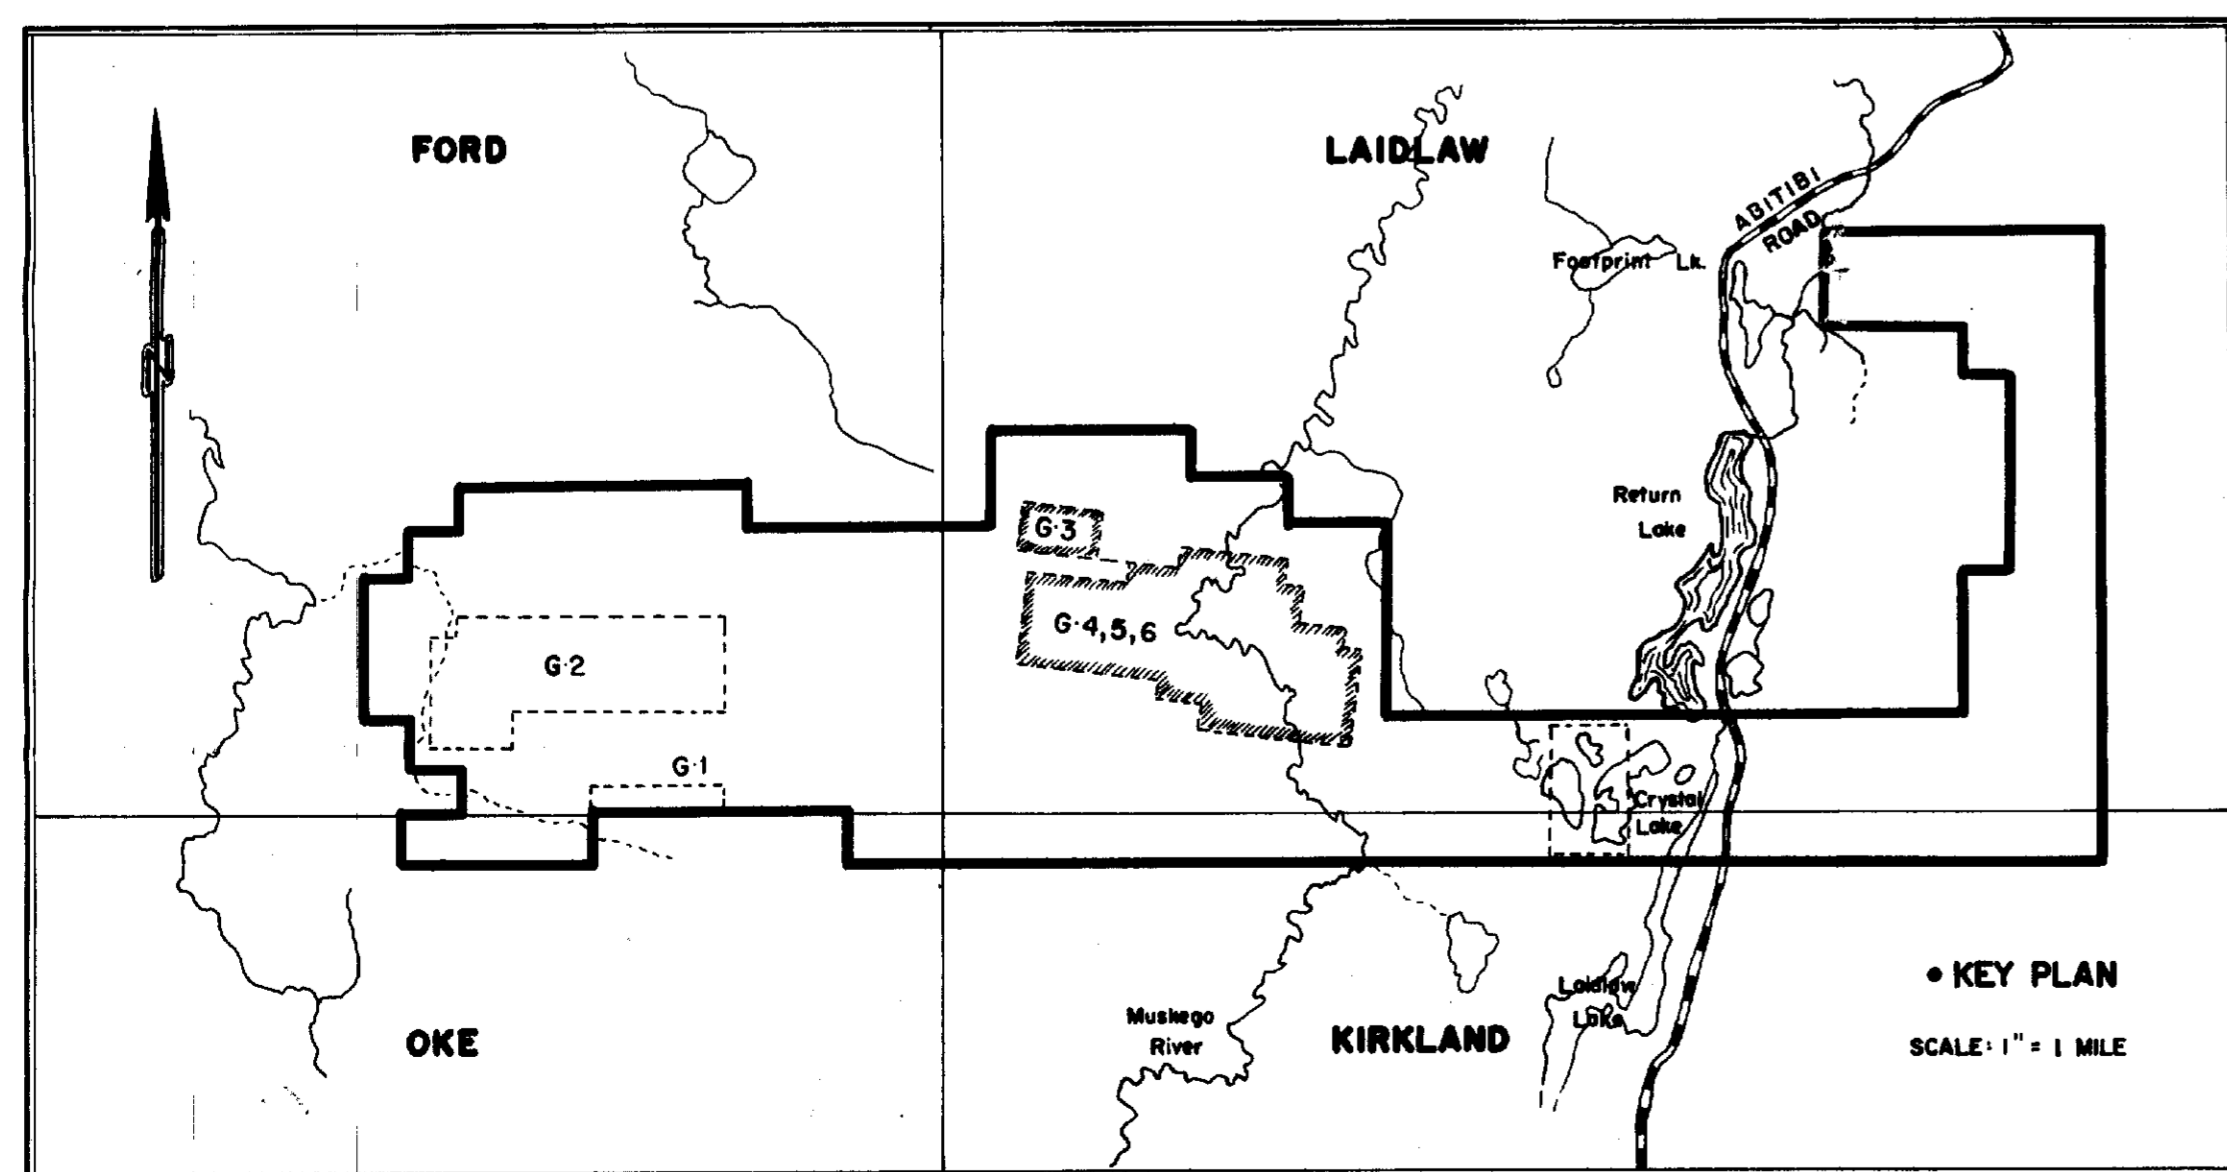 FORD
LAIDLAW
ABITIBI
ROAD
Footprint Lk.
N
Return
Lake
G·3
G·4,5,6
G·2
G·1
Crystal
Lake
Laidlaw
Lake
Muskego
River
OKE
KIRKLAND
• KEY PLAN
SCALE: 1" = 1 MILE